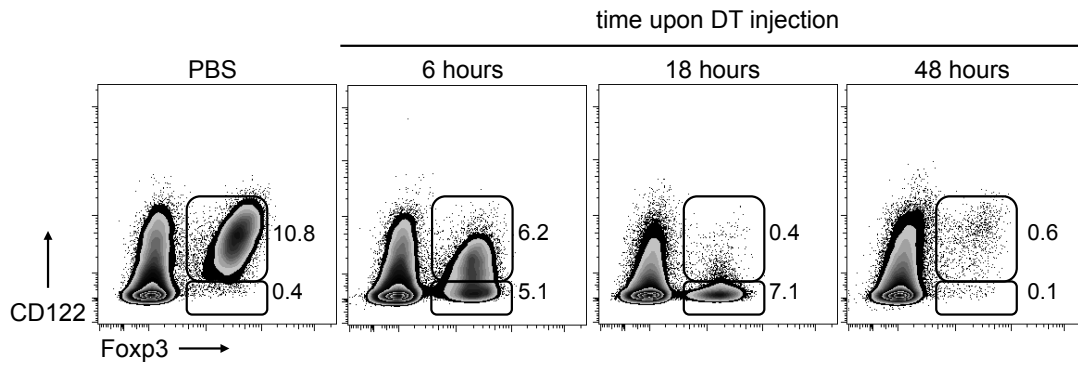 time upon DT injection
PBS
6 hours
18 hours
48 hours
10.8
0.4
6.2
5.1
0.4
7.1
0.6
0.1
CD122
Foxp3